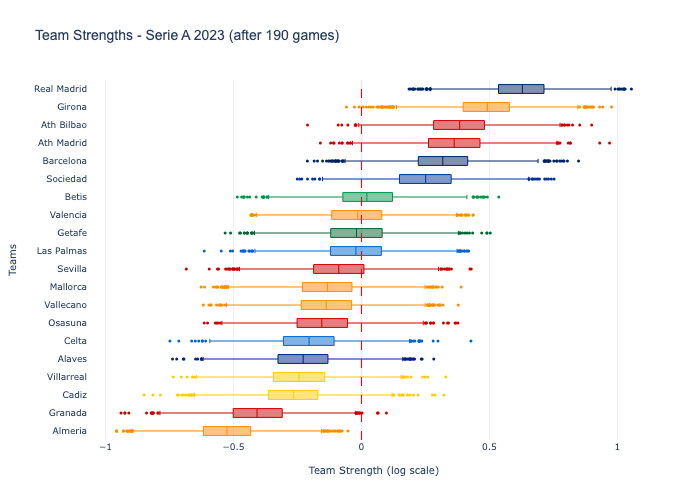 Team Strengths - Serie A 2023 (after 190 games)
Real Madrid
Girona
Ath Bilbao
Ath Madrid
Barcelona
Sociedad
Betis
Valencia
Getafe
Las Palmas
Sevilla
Mallorca
Vallecano
Osasuna
Celta
Alaves
Villarreal
Cadiz
Granada
Almeria
Teams
−1 −0.5 0 0.5 1
Team Strength (log scale)